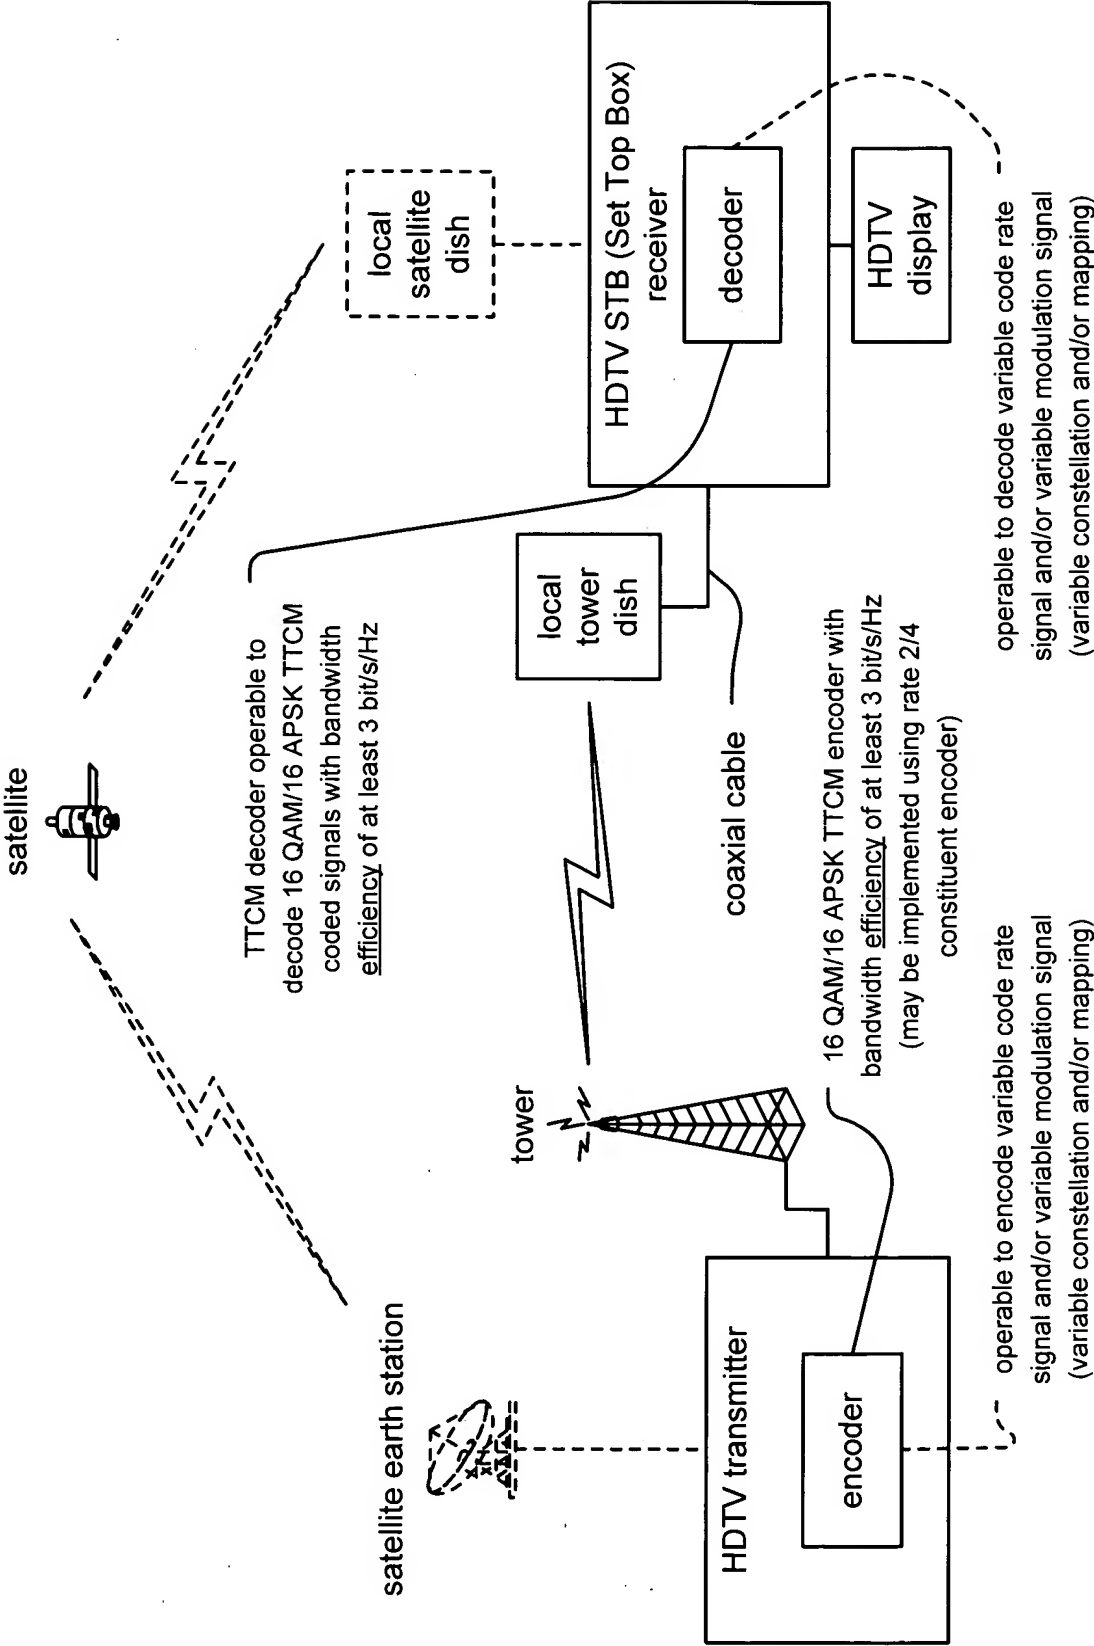 satellite
satellite earth station
HDTV transmitter
encoder
tower
TTCM decoder operable to
decode 16 QAM/16 APSK TTCM
coded signals with bandwidth
efficiency of at least 3 bit/s/Hz
local
satellite
dish
local
tower
dish
HDTV STB (Set Top Box)
receiver
decoder
HDTV
display
coaxial cable
16 QAM/16 APSK TTCM encoder with
bandwidth efficiency of at least 3 bit/s/Hz
(may be implemented using rate 2/4
constituent encoder)
operable to encode variable code rate
signal and/or variable modulation signal
(variable constellation and/or mapping)
operable to decode variable code rate
signal and/or variable modulation signal
(variable constellation and/or mapping)